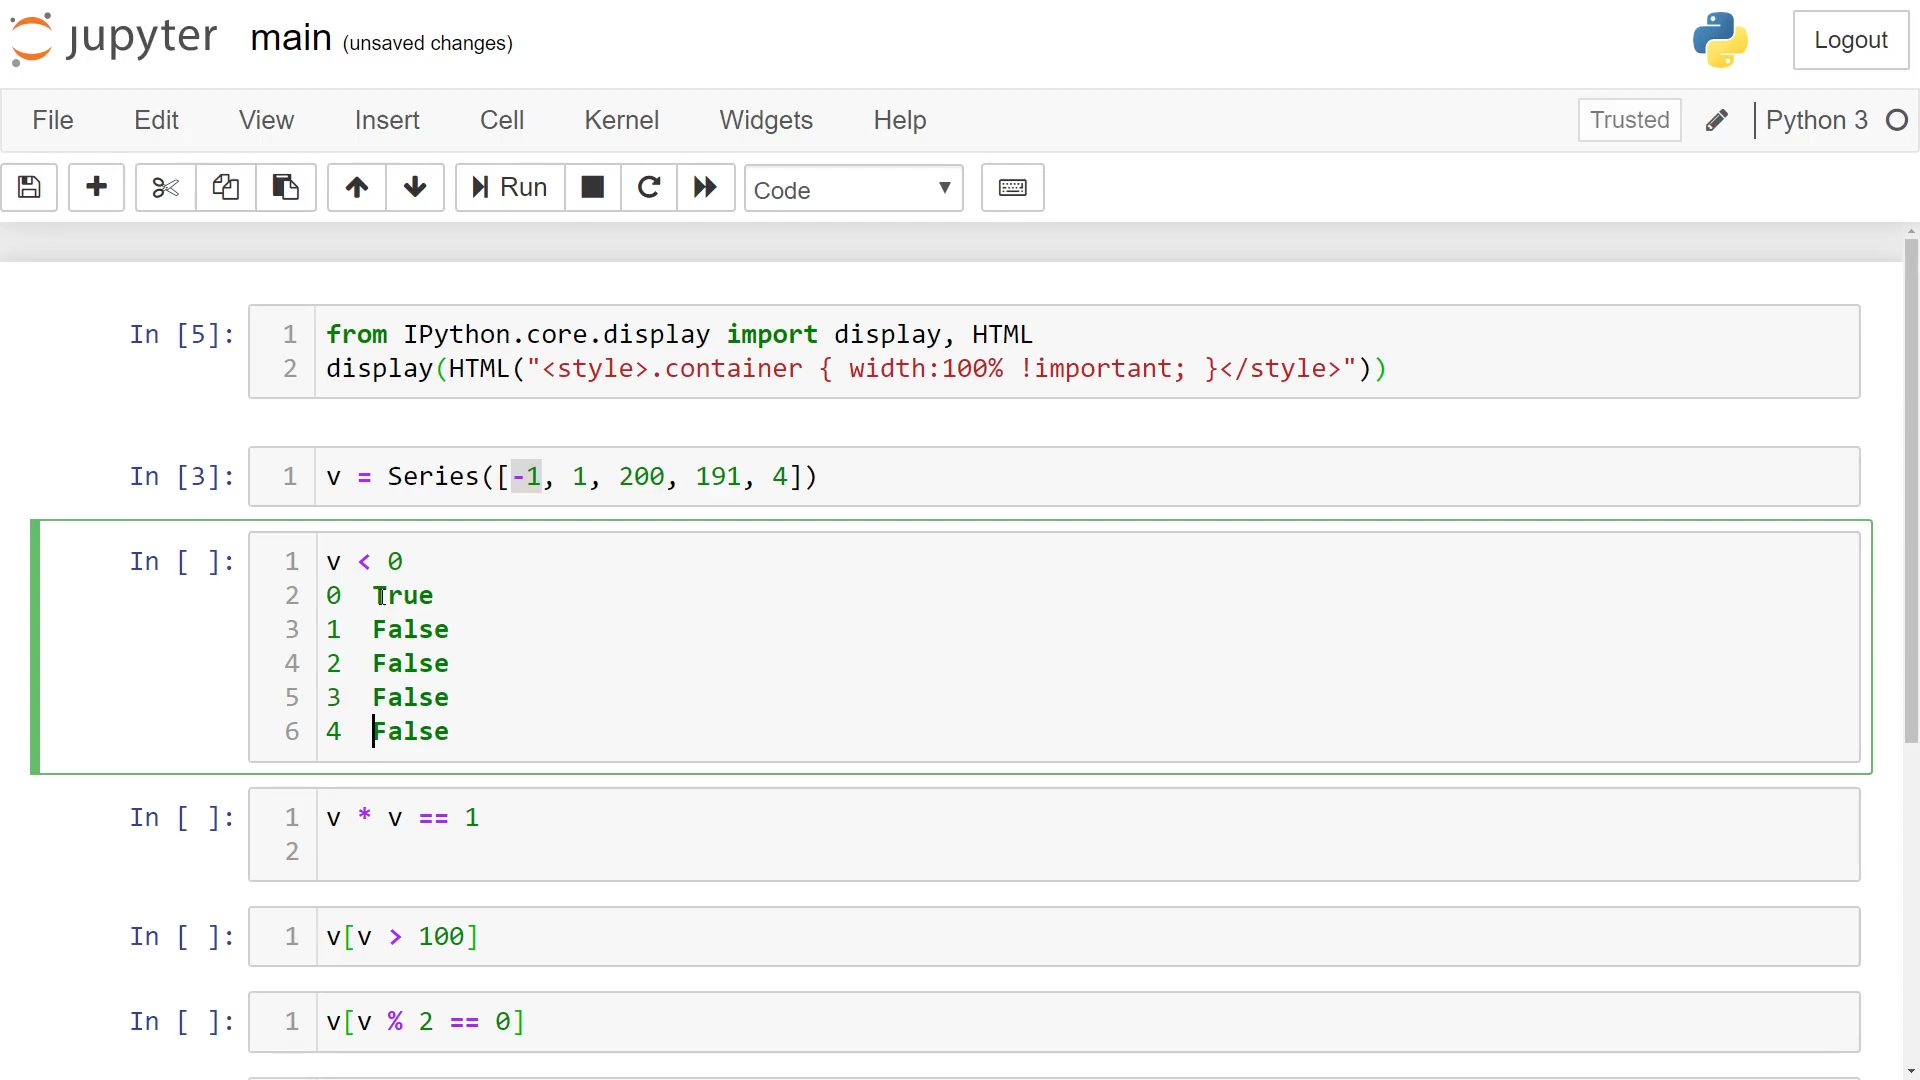 jupyter main (unsaved changes) Logout
File Edit View Insert Cell Kernel Widgets Help Trusted Python 3
Run Code
In [5]: 1 from IPython.core.display import display, HTML
2 display(HTML("<style>.container { width:100% !important; }</style>"))
In [3]: 1 v = Series([-1, 1, 200, 191, 4])
In [ ]: 1 v < 0
2 0  True
3 1  False
4 2  False
5 3  False
6 4  False
In [ ]: 1 v * v == 1
2
In [ ]: 1 v[v > 100]
In [ ]: 1 v[v % 2 == 0]